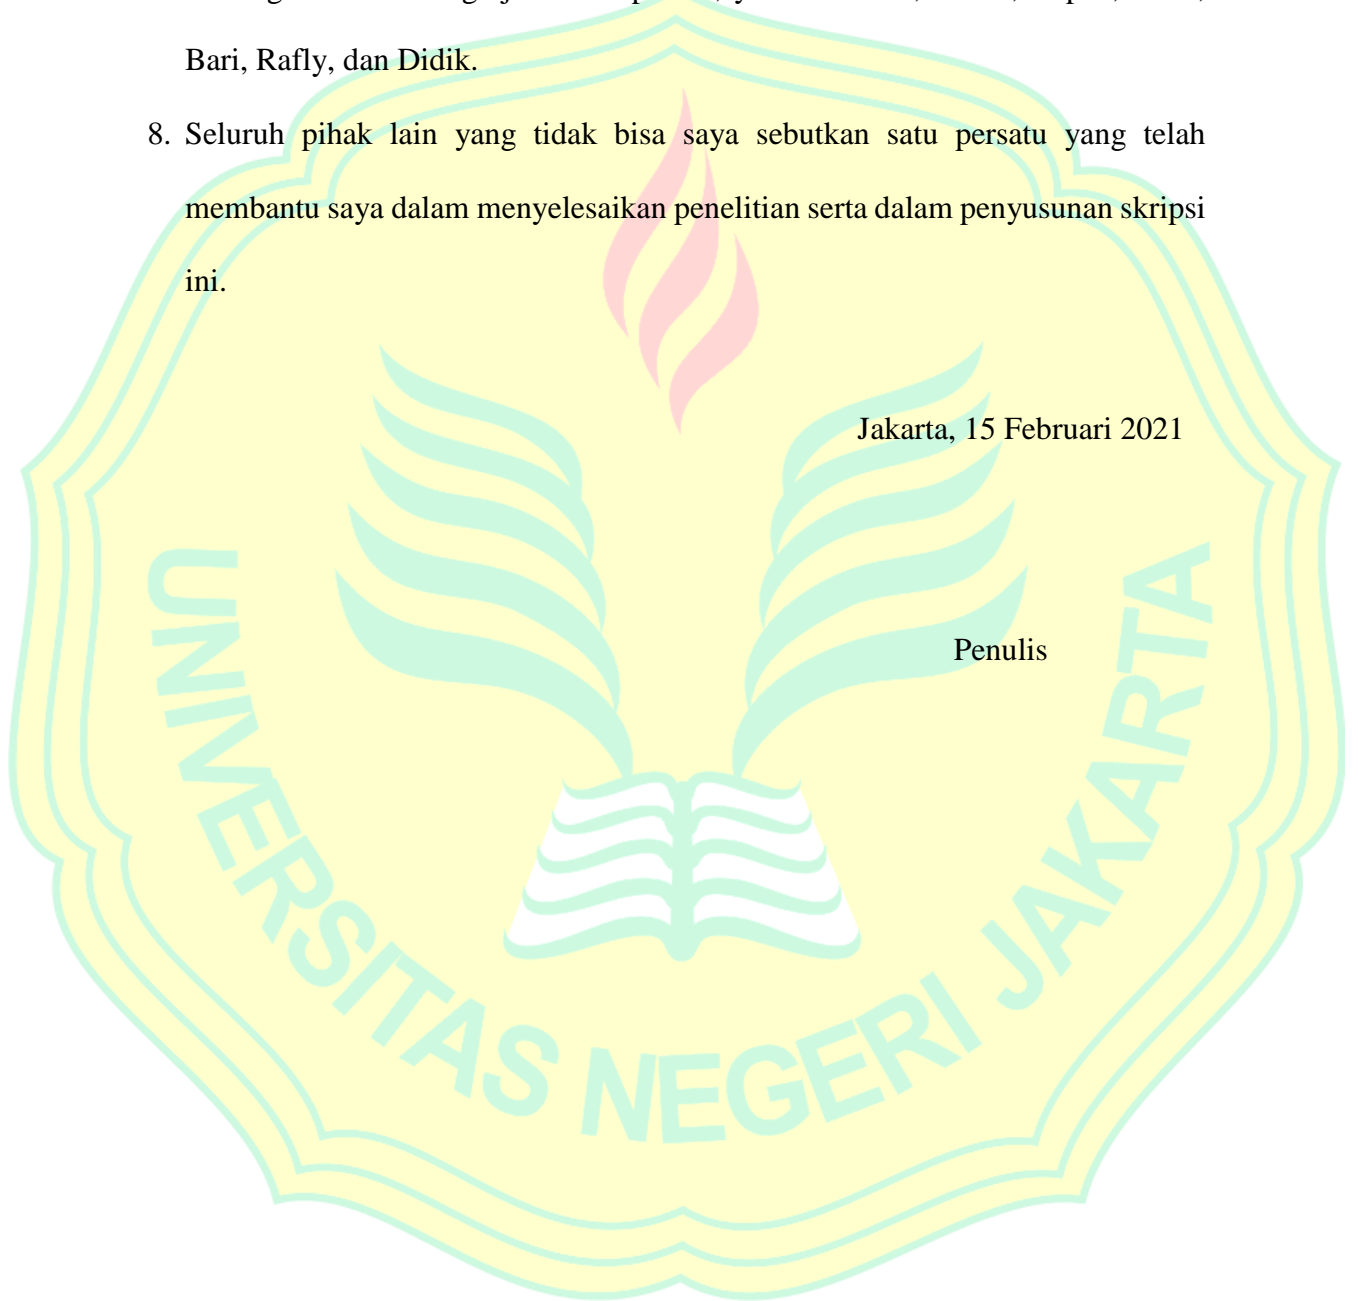 Bari, Rafly, dan Didik.
8. Seluruh pihak lain yang tidak bisa saya sebutkan satu persatu yang telah
membantu saya dalam menyelesaikan penelitian serta dalam penyusunan skripsi
ini.
Jakarta, 15 Februari 2021
Penulis
UNIVERSITAS NEGERI JAKARTA